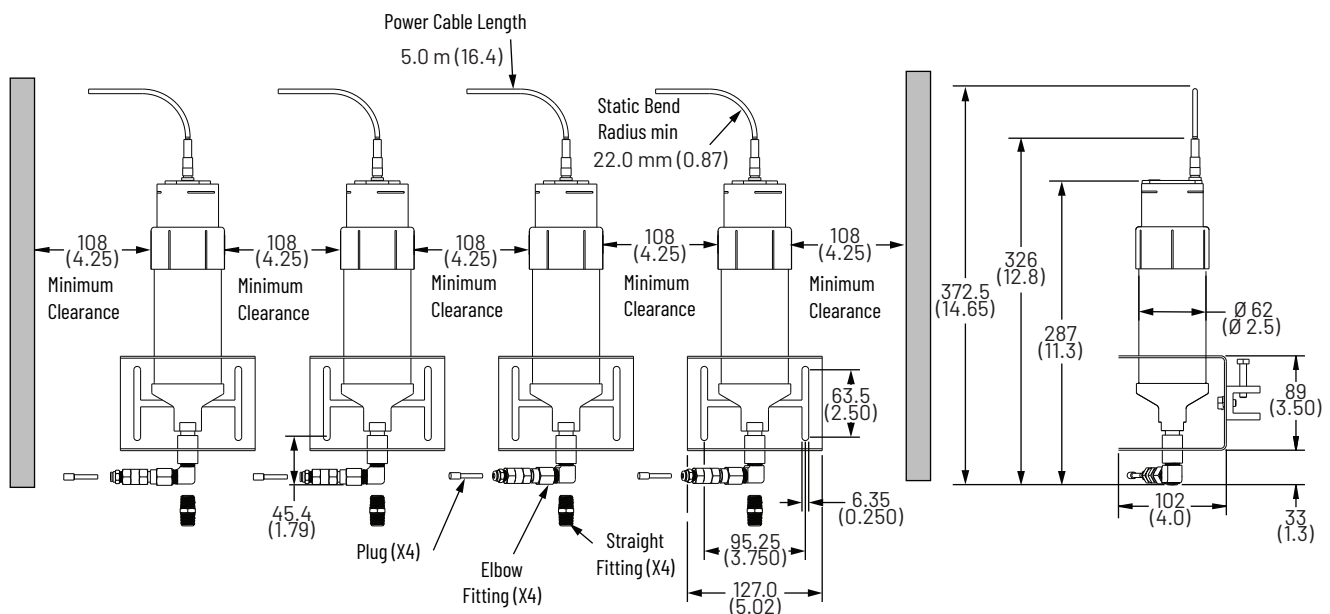 Power Cable Length
5.0 m (16.4)
Static Bend
Radius min
22.0 mm (0.87)
108
(4.25)
Minimum
Clearance
108
(4.25)
Minimum
Clearance
108
(4.25)
Minimum
Clearance
108
(4.25)
Minimum
Clearance
108
(4.25)
Minimum
Clearance
372.5
(14.65)
326
(12.8)
287
(11.3)
Ø 62
(Ø 2.5)
63.5
(2.50)
89
(3.50)
45.4
(1.79)
Plug (X4)
Elbow
Fitting (X4)
Straight
Fitting (X4)
6.35
(0.250)
95.25
(3.750)
127.0
(5.02)
102
(4.0)
33
(1.3)